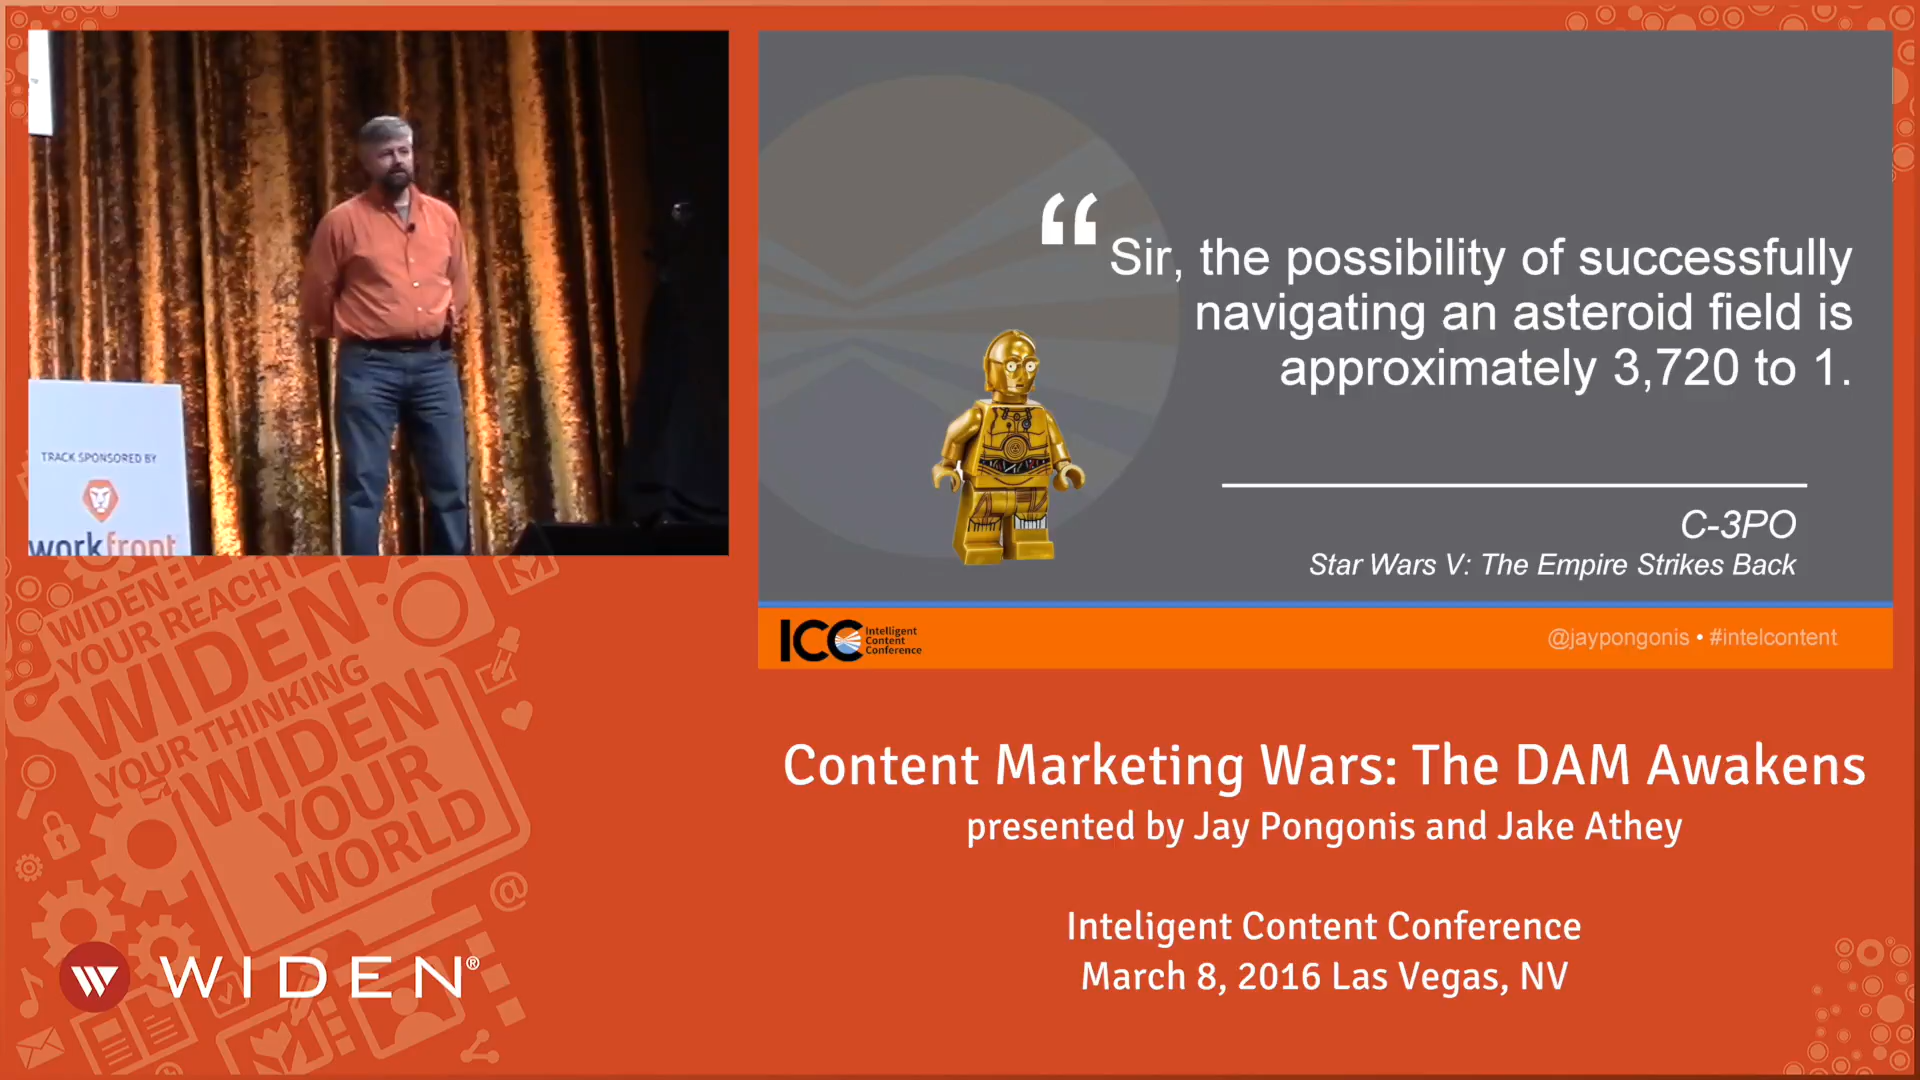 TRACK SPONSORED BY
workfront
“
Sir, the possibility of successfully
navigating an asteroid field is
approximately 3,720 to 1.
C-3PO
Star Wars V: The Empire Strikes Back
ICC Intelligent
Content
Conference
@jaypongonis • #intelcontent
WIDEN
YOUR REACH
WIDEN
YOUR THINKING
WIDEN
YOUR
WORLD
@
Content Marketing Wars: The DAM Awakens
presented by Jay Pongonis and Jake Athey
Inteligent Content Conference
March 8, 2016 Las Vegas, NV
W WIDEN®